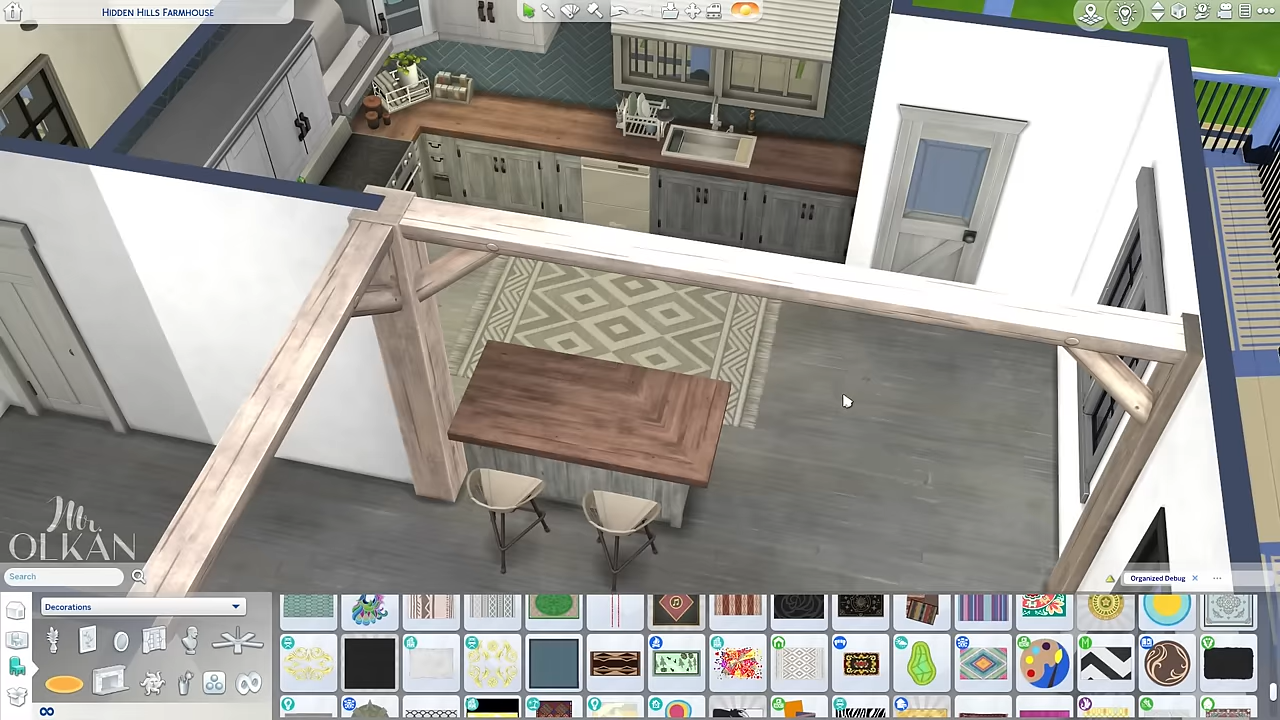 Hidden Hills Farmhouse
Mr.
OLKAN
Search
Organized Debug
Decorations